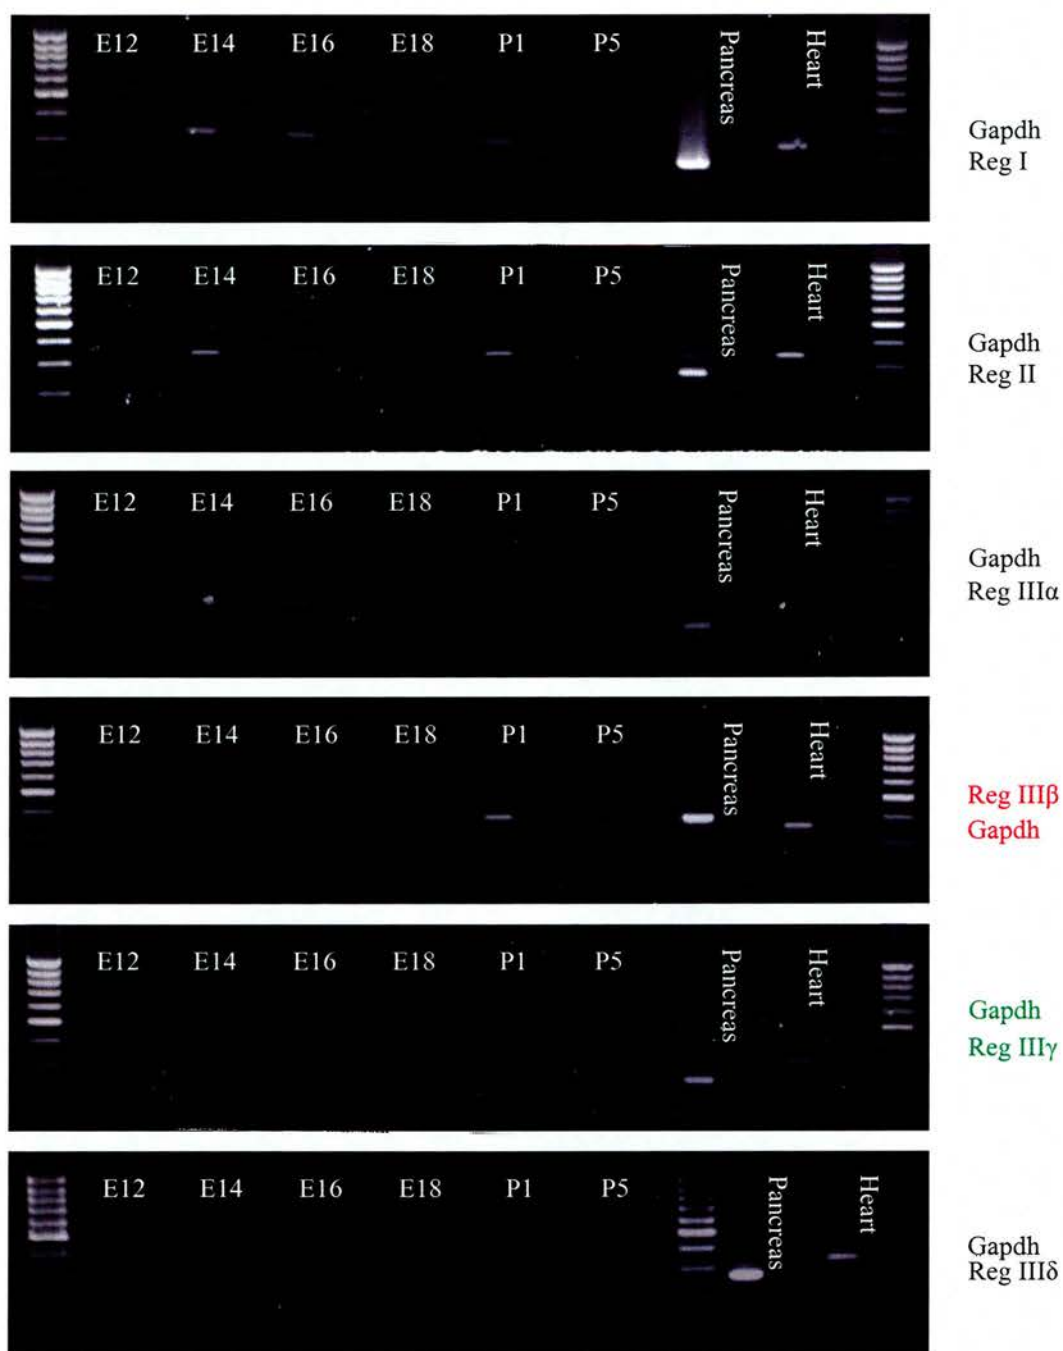 E12 E14 E16 E18 P1 P5 Pancreas Heart
Gapdh
Reg I
E12 E14 E16 E18 P1 P5 Pancreas Heart
Gapdh
Reg II
E12 E14 E16 E18 P1 P5 Pancreas Heart
Gapdh
Reg IIIα
E12 E14 E16 E18 P1 P5 Pancreas Heart
Reg IIIβ
Gapdh
E12 E14 E16 E18 P1 P5 Pancreas Heart
Gapdh
Reg IIIγ
E12 E14 E16 E18 P1 P5 Pancreas Heart
Gapdh
Reg IIIδ